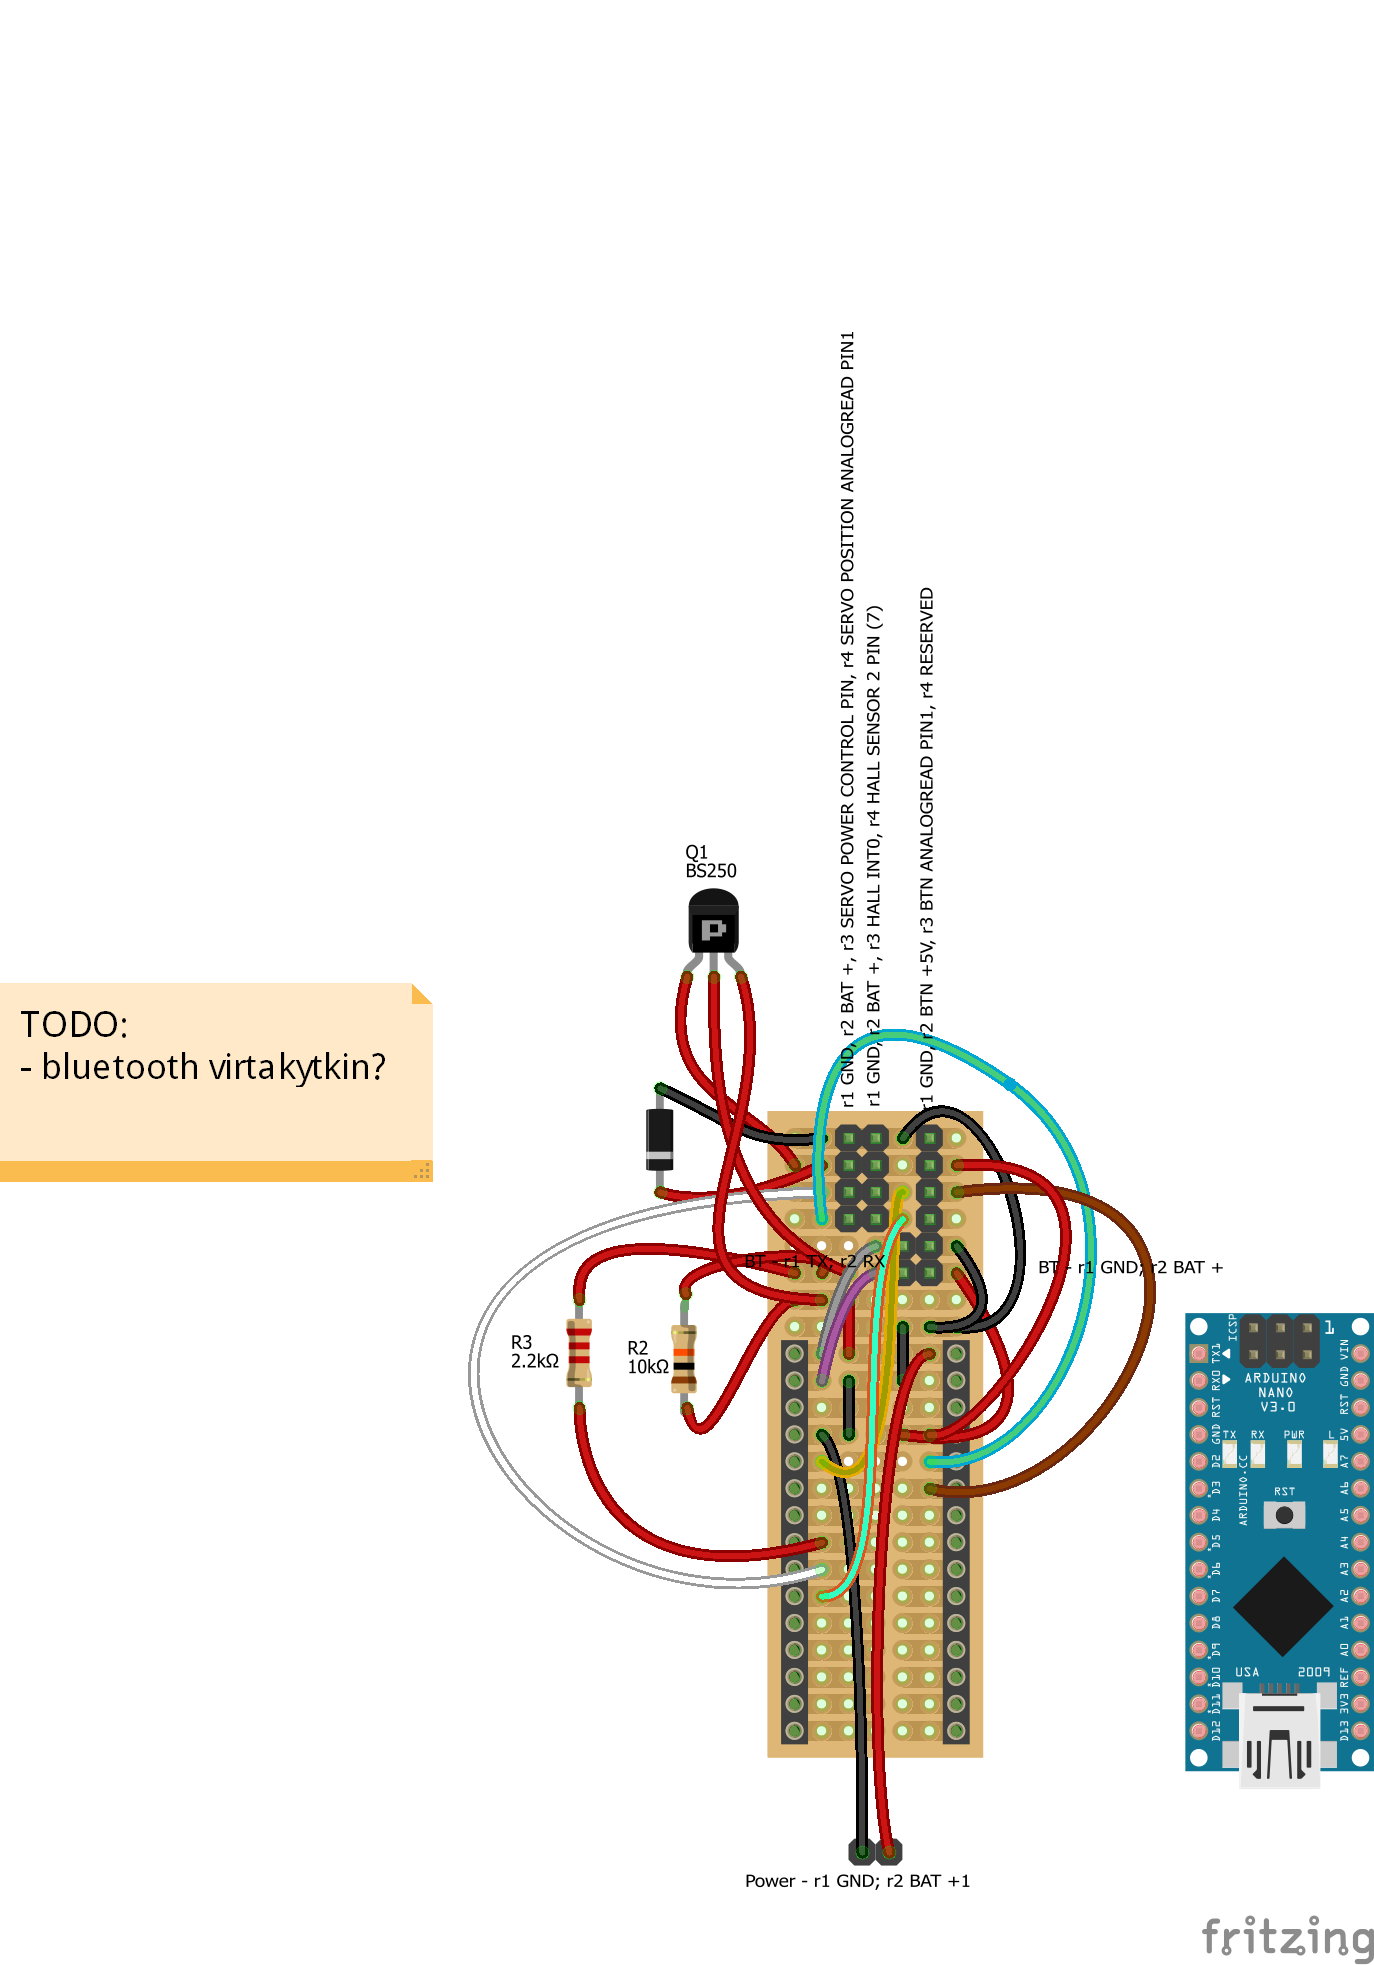 r1 GND, r2 BAT +, r3 SERVO POWER CONTROL PIN, r4 SERVO POSITION ANALOGREAD PIN1
r1 GND, r2 BAT +, r3 HALL INT0, r4 HALL SENSOR 2 PIN (7)
r1 GND, r2 BTN +5V, r3 BTN ANALOGREAD PIN1, r4 RESERVED
Q1
BS250
P
TODO:
- bluetooth virtakytkin?
BT - r1 TX; r2 RX
BT - r1 GND; r2 BAT +
R3
2.2kΩ
R2
10kΩ
ICSP
1
TX1
RX0
RST
GND
D2
D3
D4
D5
D6
D7
D8
D9
D10
D11
D12
VIN
GND
RST
5V
A7
A6
A5
A4
A3
A2
A1
A0
REF
3V3
D13
ARDUINO
NANO
V3.0
TX RX PWR L
ARDUINO.CC
RST
USA 2009
Power - r1 GND; r2 BAT +1
fritzing